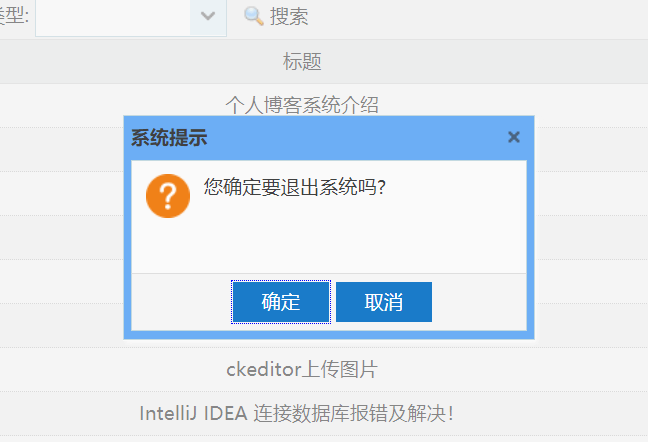 类型: 搜索
标题
个人博客系统介绍
系统提示
您确定要退出系统吗?
确定 取消
ckeditor上传图片
IntelliJ IDEA 连接数据库报错及解决!